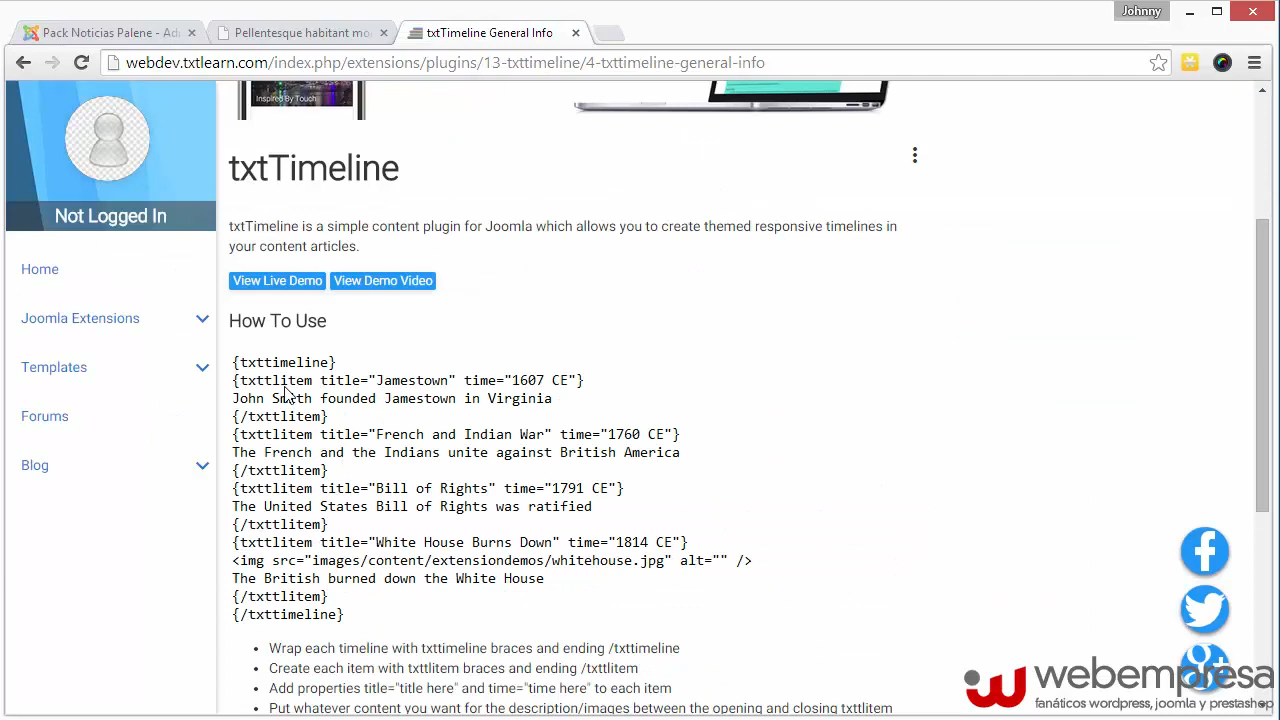 Johnny
Pack Noticias Palene - Ad
Pellentesque habitant mo
txtTimeline General Info
webdev.txtlearn.com/index.php/extensions/plugins/13-txttimeline/4-txttimeline-general-info
Inspired By Touch
Not Logged In
Home
Joomla Extensions
Templates
Forums
Blog
txtTimeline
txtTimeline is a simple content plugin for Joomla which allows you to create themed responsive timelines in
your content articles.
View Live Demo View Demo Video
How To Use
{txttimeline}
{txttlitem title="Jamestown" time="1607 CE"}
John Smith founded Jamestown in Virginia
{/txttlitem}
{txttlitem title="French and Indian War" time="1760 CE"}
The French and the Indians unite against British America
{/txttlitem}
{txttlitem title="Bill of Rights" time="1791 CE"}
The United States Bill of Rights was ratified
{/txttlitem}
{txttlitem title="White House Burns Down" time="1814 CE"}
<img src="images/content/extensiondemos/whitehouse.jpg" alt="" />
The British burned down the White House
{/txttlitem}
{/txttimeline}
• Wrap each timeline with txttimeline braces and ending /txttimeline
• Create each item with txttlitem braces and ending /txttlitem
• Add properties title="title here" and time="time here" to each item
• Put whatever content you want for the description/images between the opening and closing txttlitem
webempresa
fanáticos wordpress, joomla y prestashop